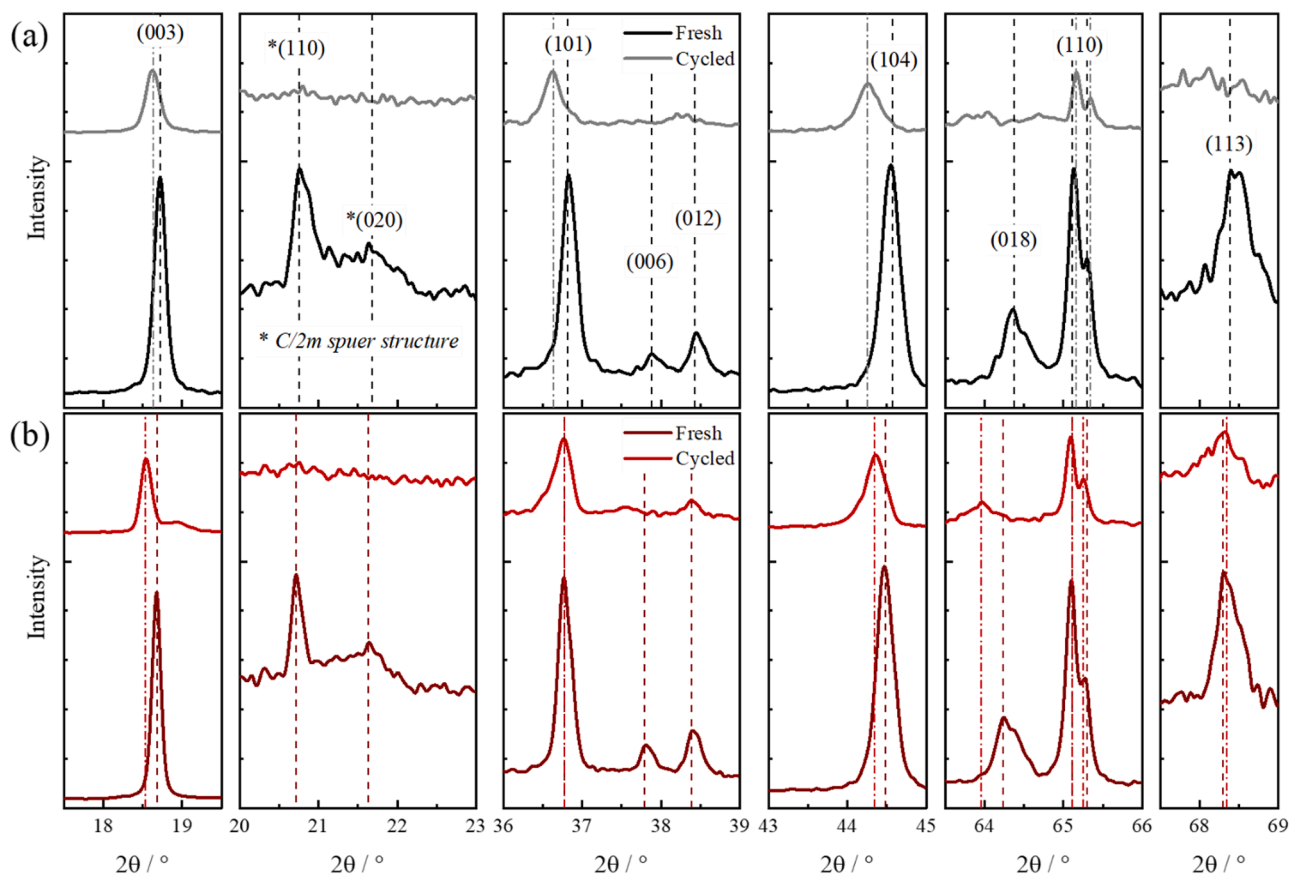 (a)
(003)
*(110)
*(020)
* C/2m spuer structure
(101)
(006)
(012)
Fresh
Cycled
(104)
(018)
(110)
(113)
Intensity
(b)
Fresh
Cycled
Intensity
18 19
20 21 22 23
36 37 38 39
43 44 45
64 65 66
68 69
2θ / ° 2θ / ° 2θ / ° 2θ / ° 2θ / ° 2θ / °